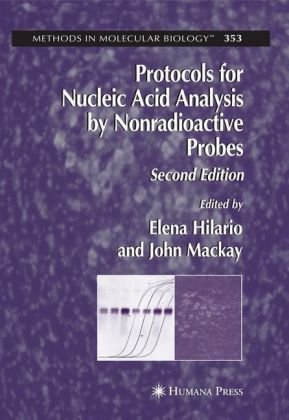 METHODS IN MOLECULAR BIOLOGY™ 353
Protocols for
Nucleic Acid Analysis
by Nonradioactive
Probes
Second Edition
Edited by
Elena Hilario
and John Mackay
HUMANA PRESS